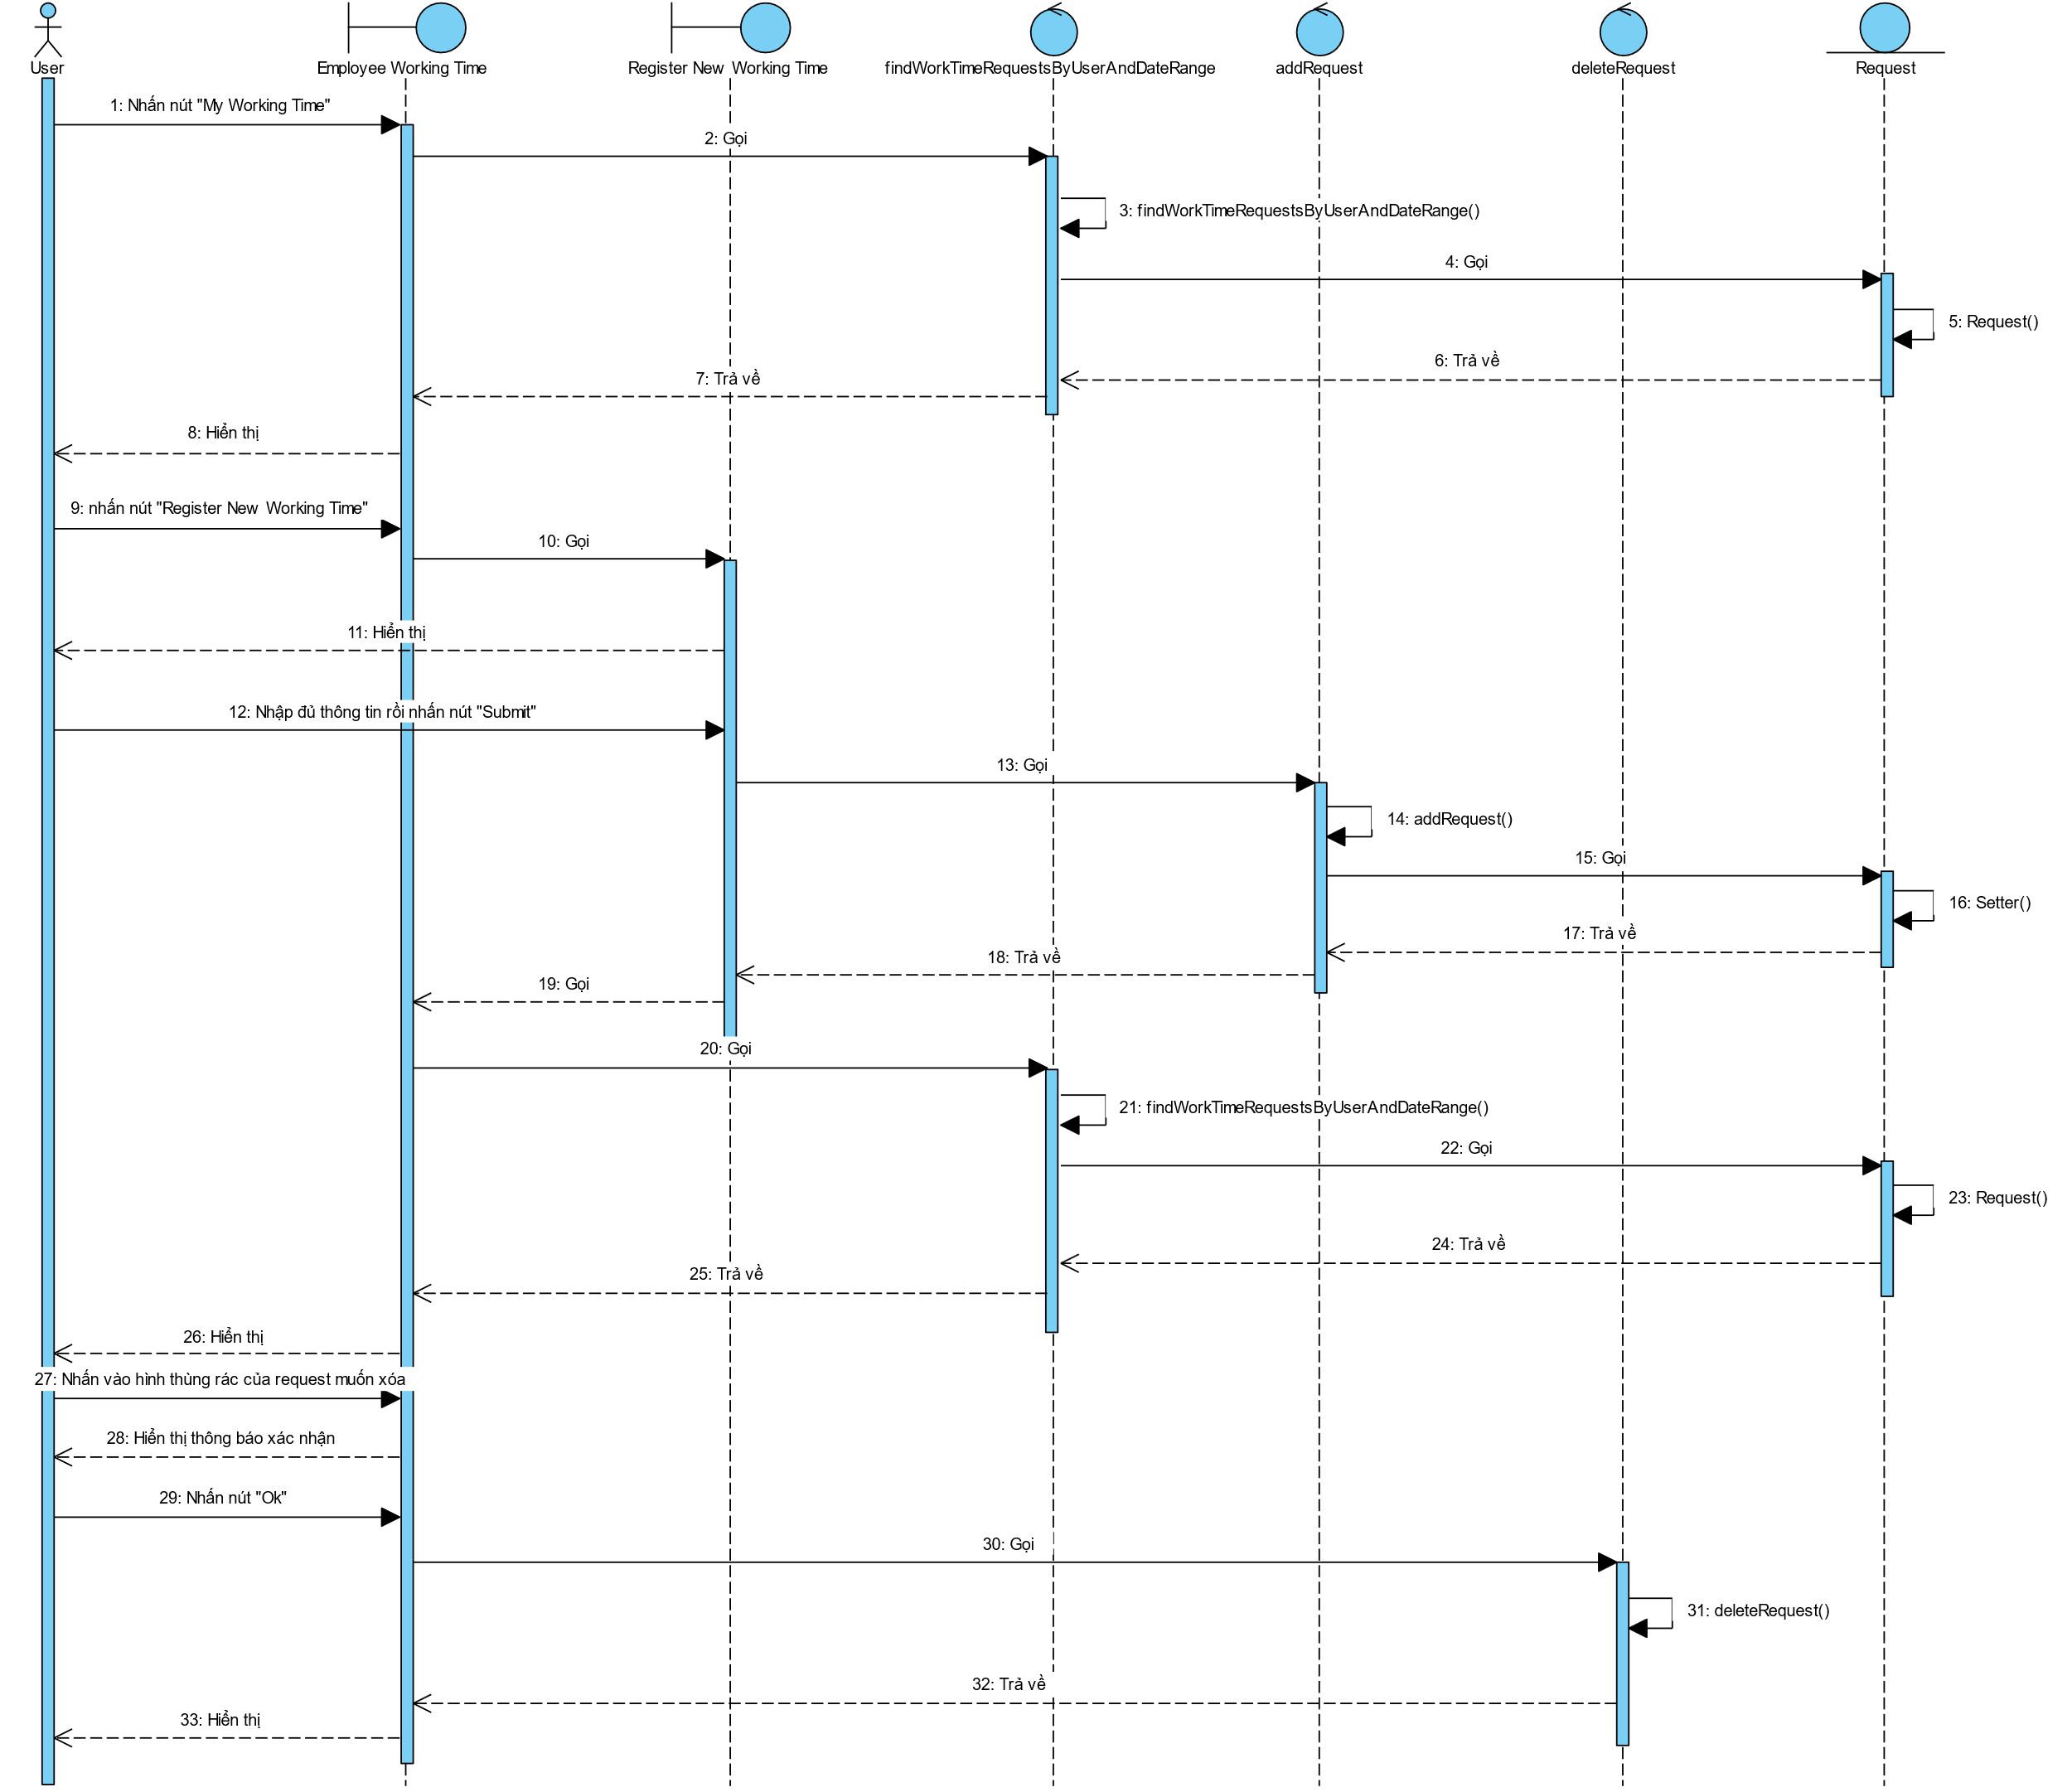 User
Employee Working Time
Register New  Working Time
findWorkTimeRequestsByUserAndDateRange
addRequest
deleteRequest
Request
1: Nhấn nút "My Working Time"
2: Gọi
3: findWorkTimeRequestsByUserAndDateRange()
4: Gọi
5: Request()
6: Trả về
7: Trả về
8: Hiển thị
9: nhấn nút "Register New  Working Time"
10: Gọi
11: Hiển thị
12: Nhập đủ thông tin rồi nhấn nút "Submit"
13: Gọi
14: addRequest()
15: Gọi
16: Setter()
17: Trả về
18: Trả về
19: Gọi
20: Gọi
21: findWorkTimeRequestsByUserAndDateRange()
22: Gọi
23: Request()
24: Trả về
25: Trả về
26: Hiển thị
27: Nhấn vào hình thùng rác của request muốn xóa
28: Hiển thị thông báo xác nhận
29: Nhấn nút "Ok"
30: Gọi
31: deleteRequest()
32: Trả về
33: Hiển thị